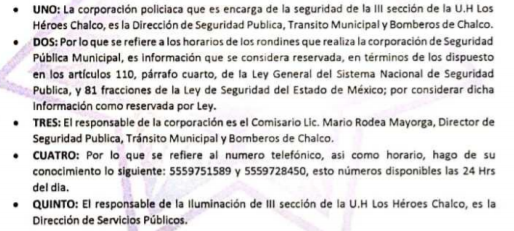 • UNO: La corporación policiaca que es encarga de la seguridad de la III sección de la U.H Los
Héroes Chalco, es la Dirección de Seguridad Publica, Transito Municipal y Bomberos de Chalco.
• DOS: Por lo que se refiere a los horarios de los rondines que realiza la corporación de Seguridad
Pública Municipal, es información que se considera reservada, en términos de los dispuesto
en los artículos 110, párrafo cuarto, de la Ley General del Sistema Nacional de Seguridad
Publica, y 81 fracciones de la Ley de Seguridad del Estado de México; por considerar dicha
Información como reservada por Ley.
• TRES: El responsable de la corporación es el Comisario Lic. Mario Rodea Mayorga, Director de
Seguridad Publica, Tránsito Municipal y Bomberos de Chalco.
• CUATRO: Por lo que se refiere al numero telefónico, asi como horario, hago de su
conocimiento lo siguiente: 5559751589 y 5559728450, esto números disponibles las 24 Hrs
del dia.
• QUINTO: El responsable de la Iluminación de III sección de la U.H Los Héroes Chalco, es la
Dirección de Servicios Públicos.